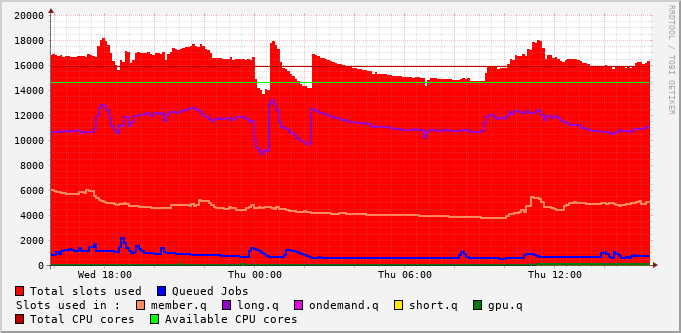 20000
18000
16000
14000
12000
10000
8000
6000
4000
2000
0
Wed 18:00 Thu 00:00 Thu 06:00 Thu 12:00
RRDTOOL / TOBI OETIKER
Total slots used Queued Jobs
Slots used in : member.q long.q ondemand.q short.q gpu.q
Total CPU cores Available CPU cores